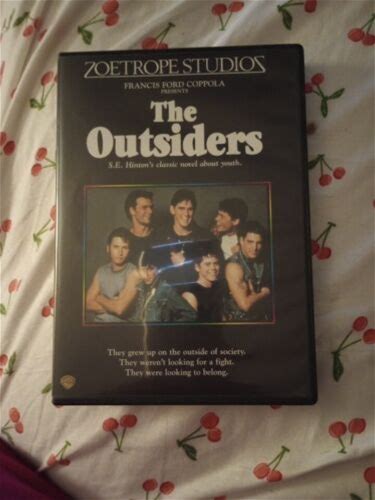 ZOETROPE STUDIOS
FRANCIS FORD COPPOLA
PRESENTS
The
Outsiders
S.E. Hinton's classic novel about youth.
They grew up on the outside of society.
They weren't looking for a fight.
They were looking to belong.